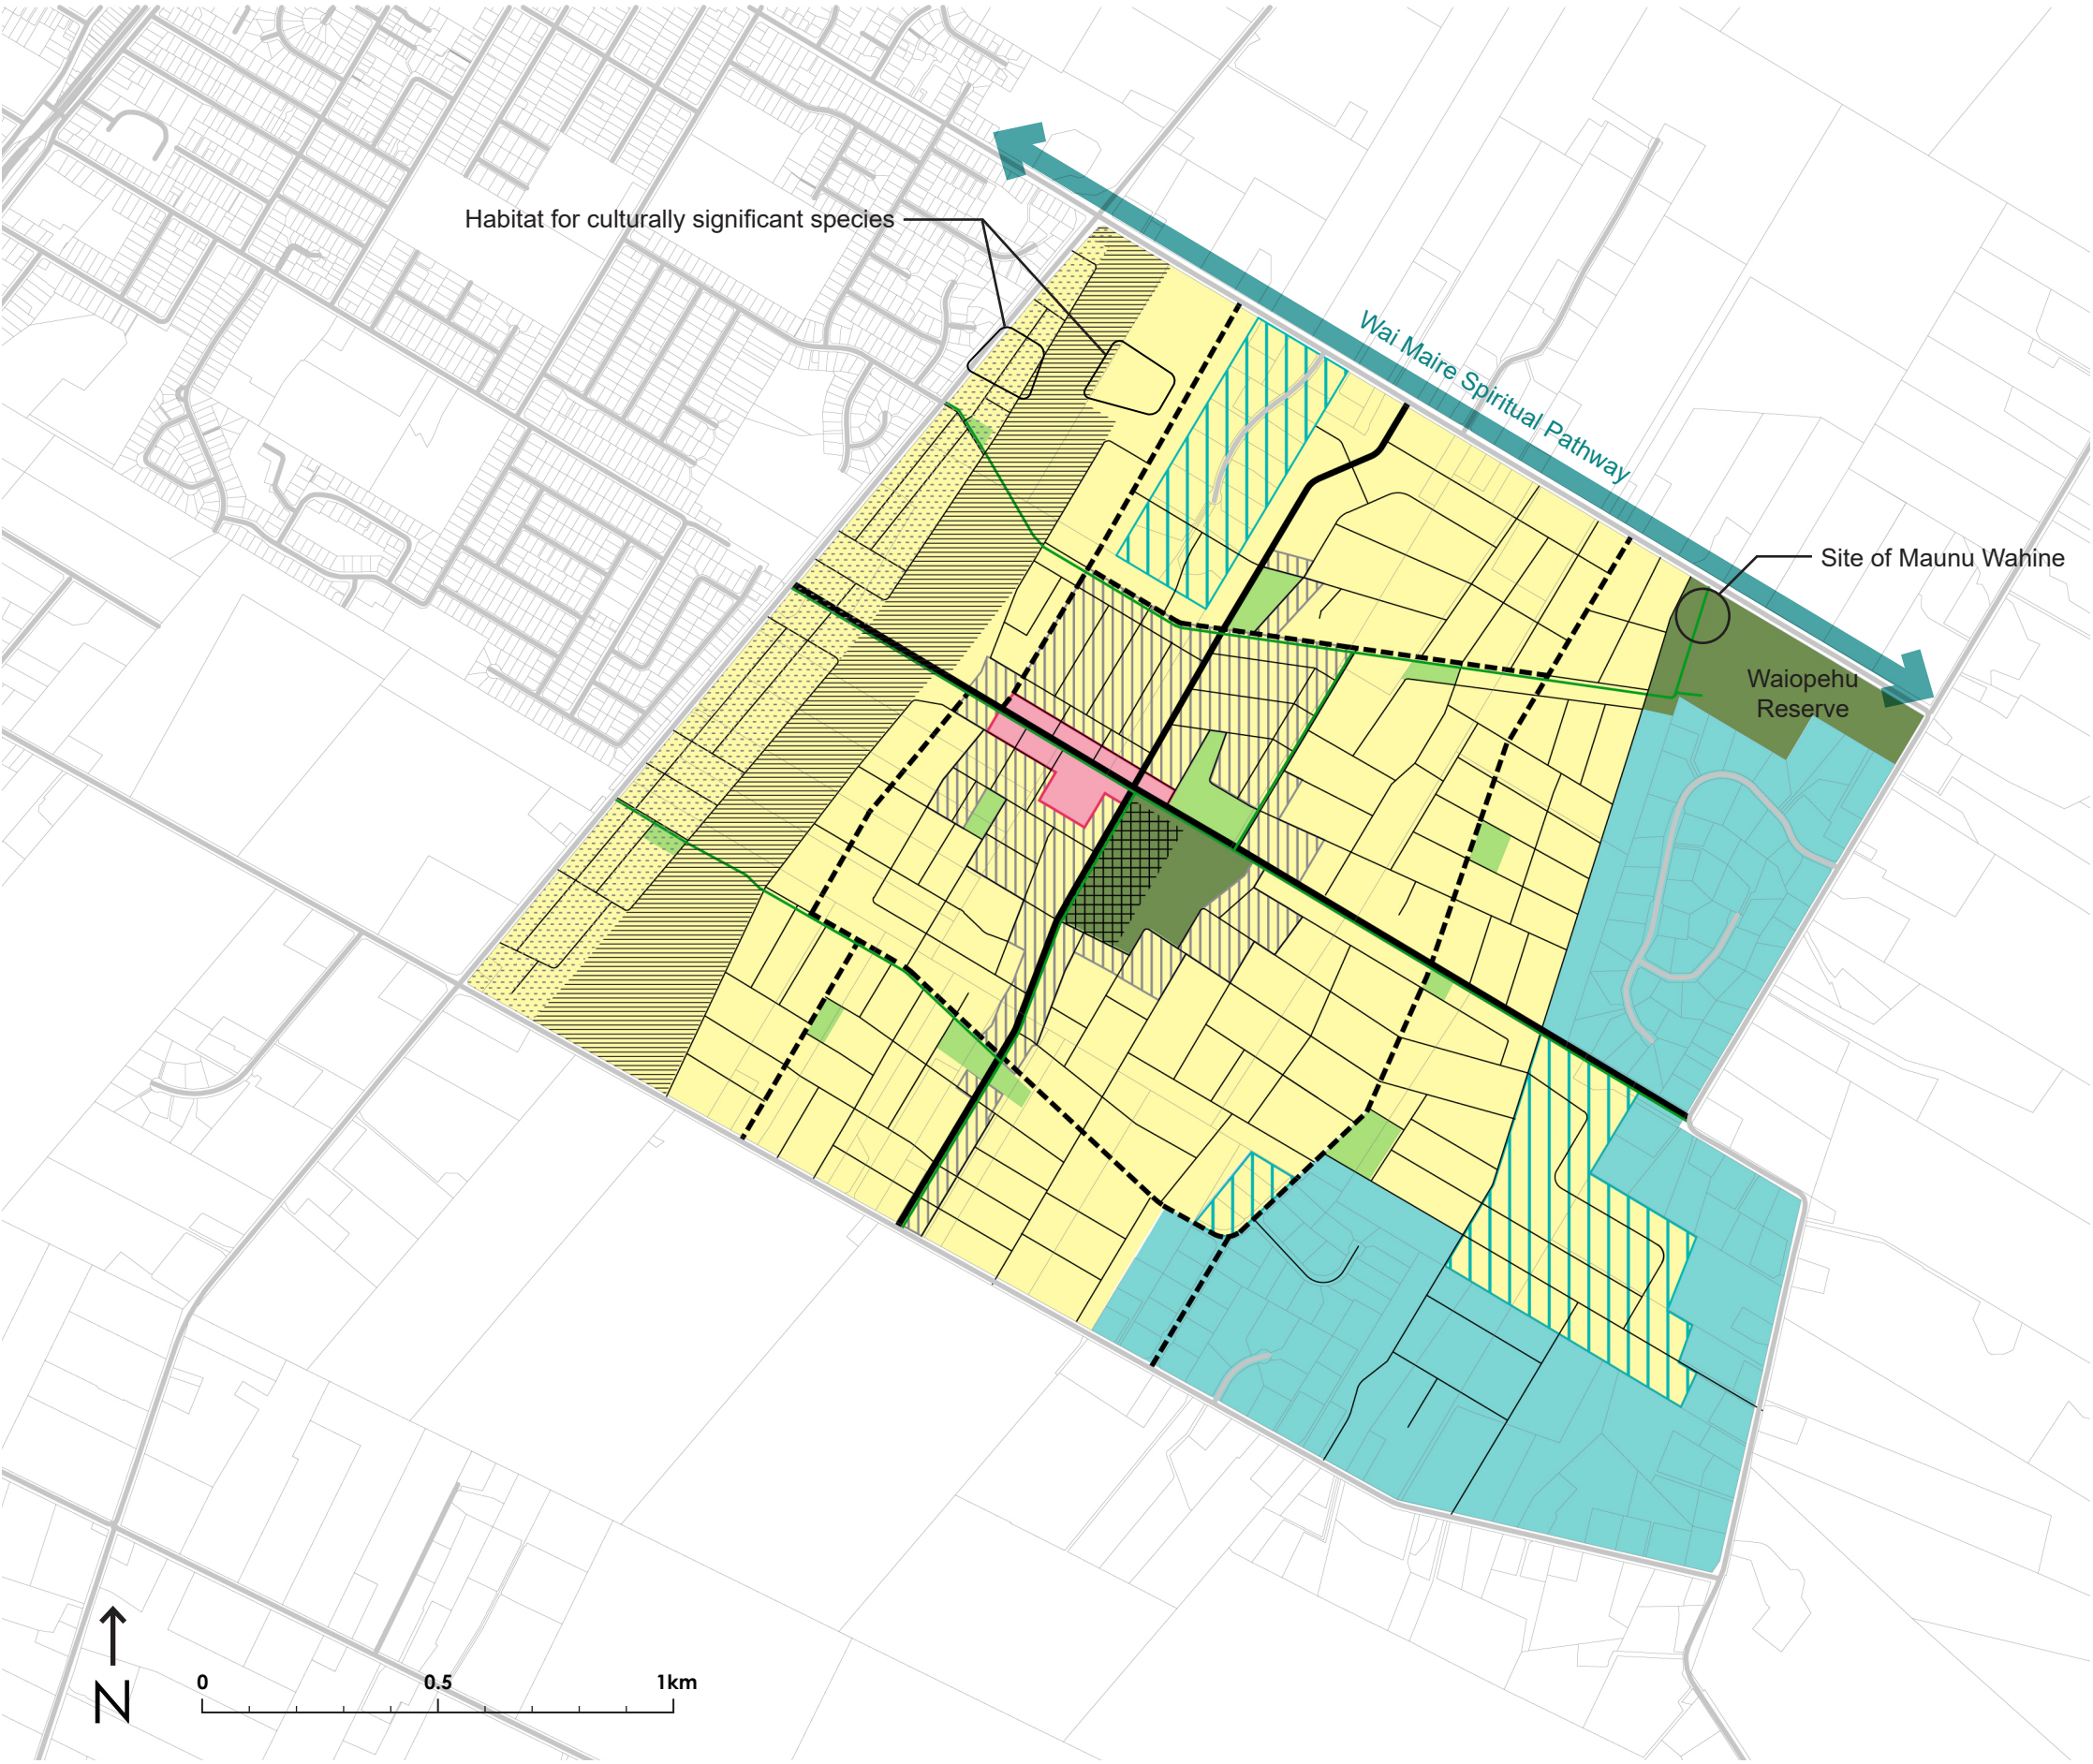 Habitat for culturally significant species
Wai Maire Spiritual Pathway
Site of Maunu Wahine
Waiopehu
Reserve
N
0 0.5 1km